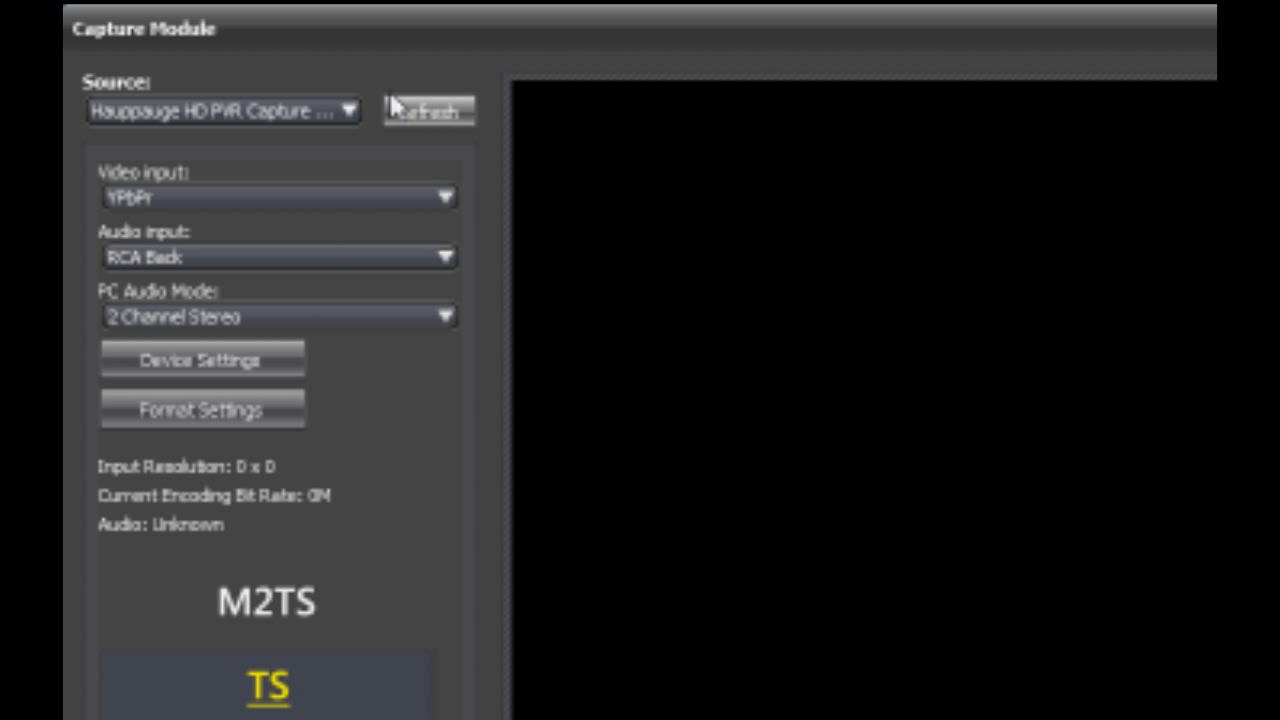 Capture Module
Source:
Hauppauge HD PVR Capture ...
Refresh
Video input:
YPbPr
Audio input:
RCA Back
PC Audio Mode:
2 Channel Stereo
Device Settings
Format Settings
Input Resolution: 0 x 0
Current Encoding Bit Rate: 0M
Audio: Unknown
M2TS
TS